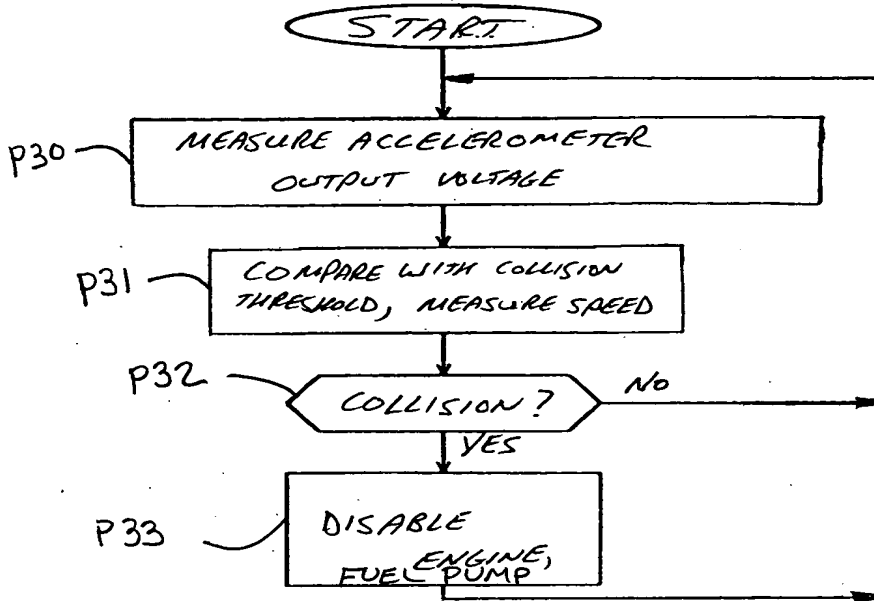 START
P30
MEASURE ACCELEROMETER
OUTPUT VOLTAGE
P31
COMPARE WITH COLLISION
THRESHOLD, MEASURE SPEED
P32
COLLISION?
NO
YES
P33
DISABLE
ENGINE,
FUEL PUMP